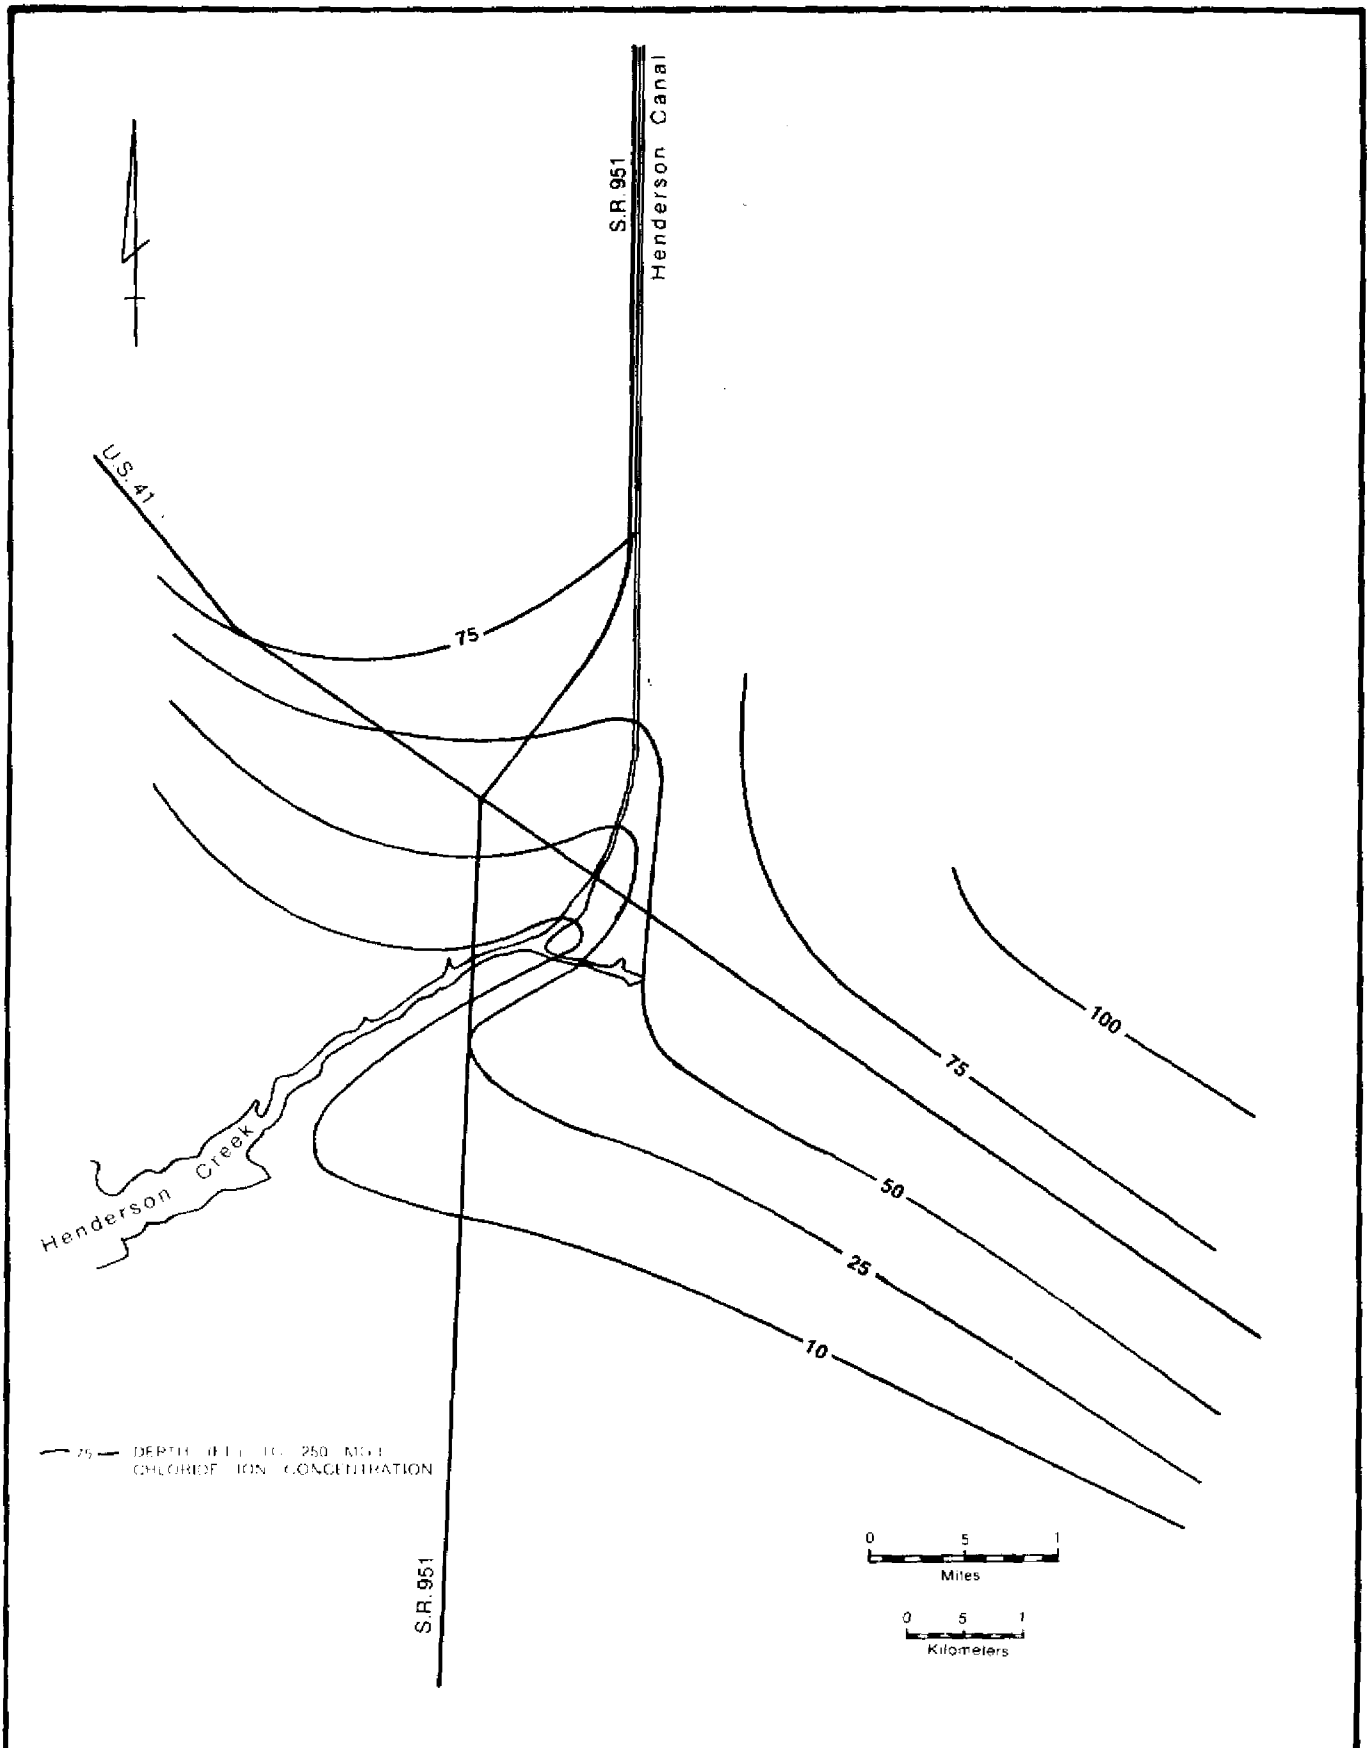 Henderson Canal
S.R. 951
U.S. 41
75
100
75
50
25
10
Henderson Creek
75 DEPTH TO 250
CHLORIDE ION CONCENTRATION
S.R. 951
0 5 1
Miles
0 5 1
Kilometers